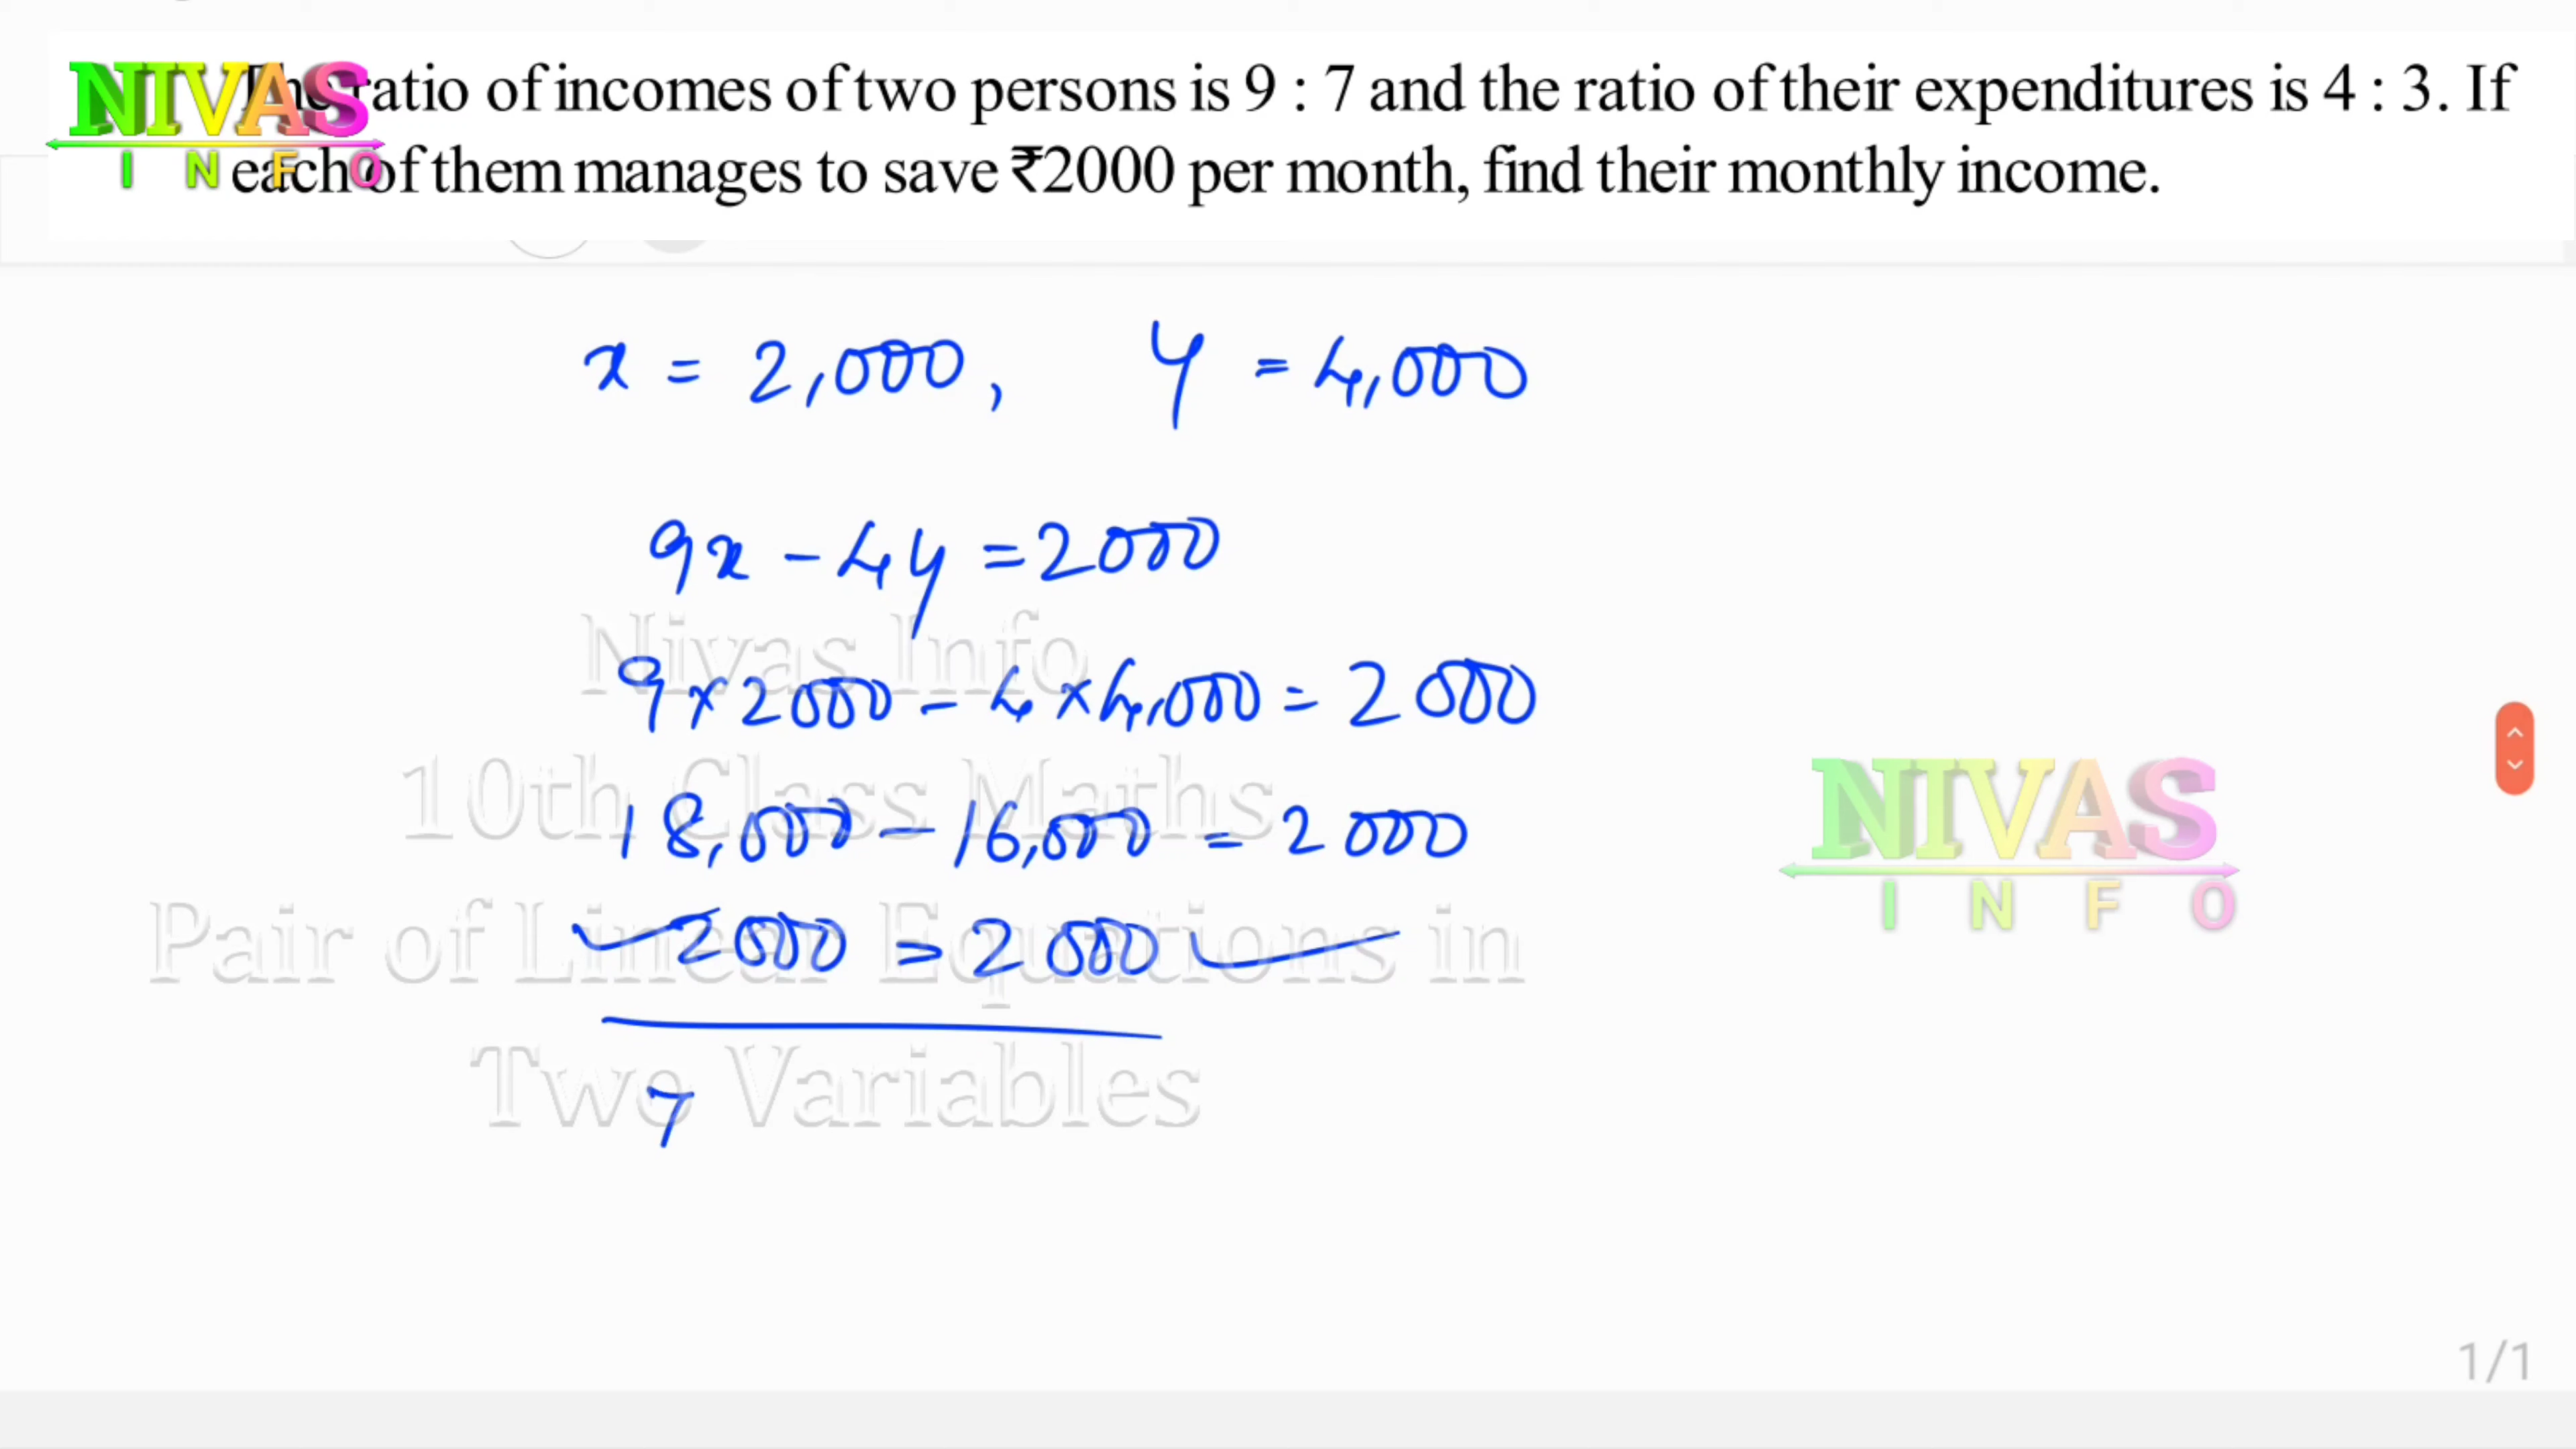 The ratio of incomes of two persons is 9 : 7 and the ratio of their expenditures is 4 : 3. If
each of them manages to save ₹2000 per month, find their monthly income.
NIVAS
INFO
x = 2,000, y = 4,000
9x - 4y = 2000
9 × 2000 - 4 × 4,000 = 2000
18,000 - 16,000 = 2000
2000 = 2000
7
Nivas Info
10th Class Maths
Pair of Linear Equations in
Two Variables
NIVAS
INFO
1/1